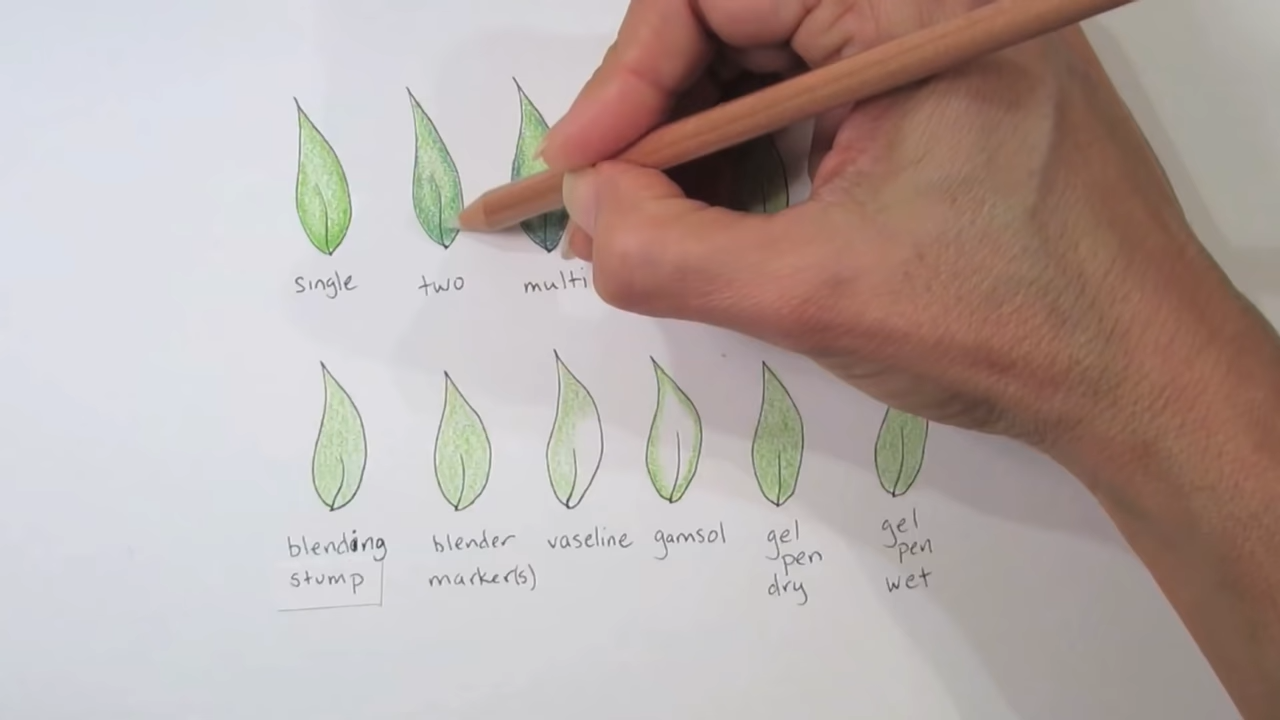 single two multi
blending blender vaseline gamsol gel gel
stump marker(s) pen pen
dry wet